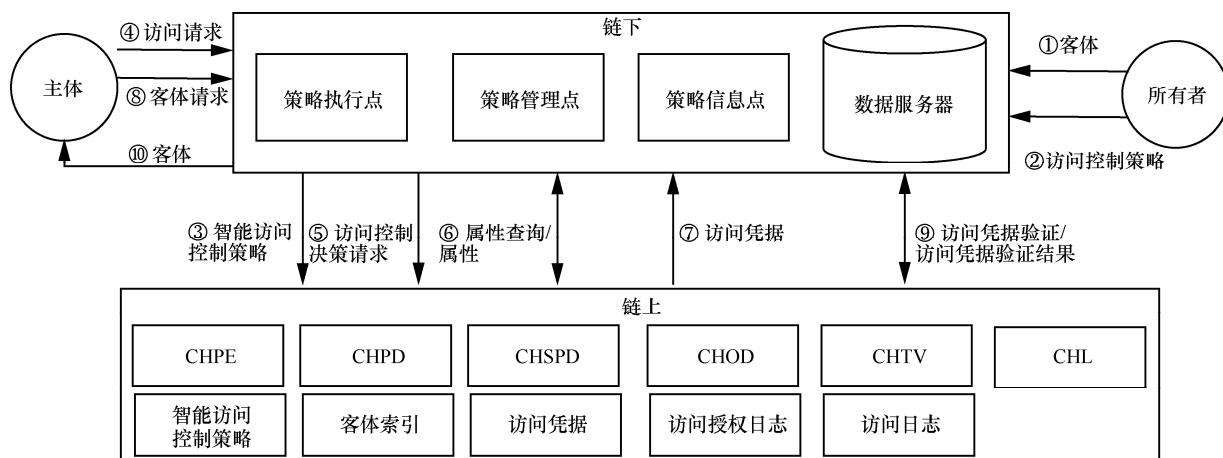 链下
④ 访问请求
⑧ 客体请求
⑩ 客体
主体
策略执行点
策略管理点
策略信息点
数据服务器
①客体
②访问控制策略
所有者
③ 智能访问
控制策略
⑤ 访问控制
决策请求
⑥ 属性查询/
属性
⑦ 访问凭据
⑨ 访问凭据验证/
访问凭据验证结果
链上
CHPE
CHPD
CHSPD
CHOD
CHTV
CHL
智能访问
控制策略
客体索引
访问凭据
访问授权日志
访问日志